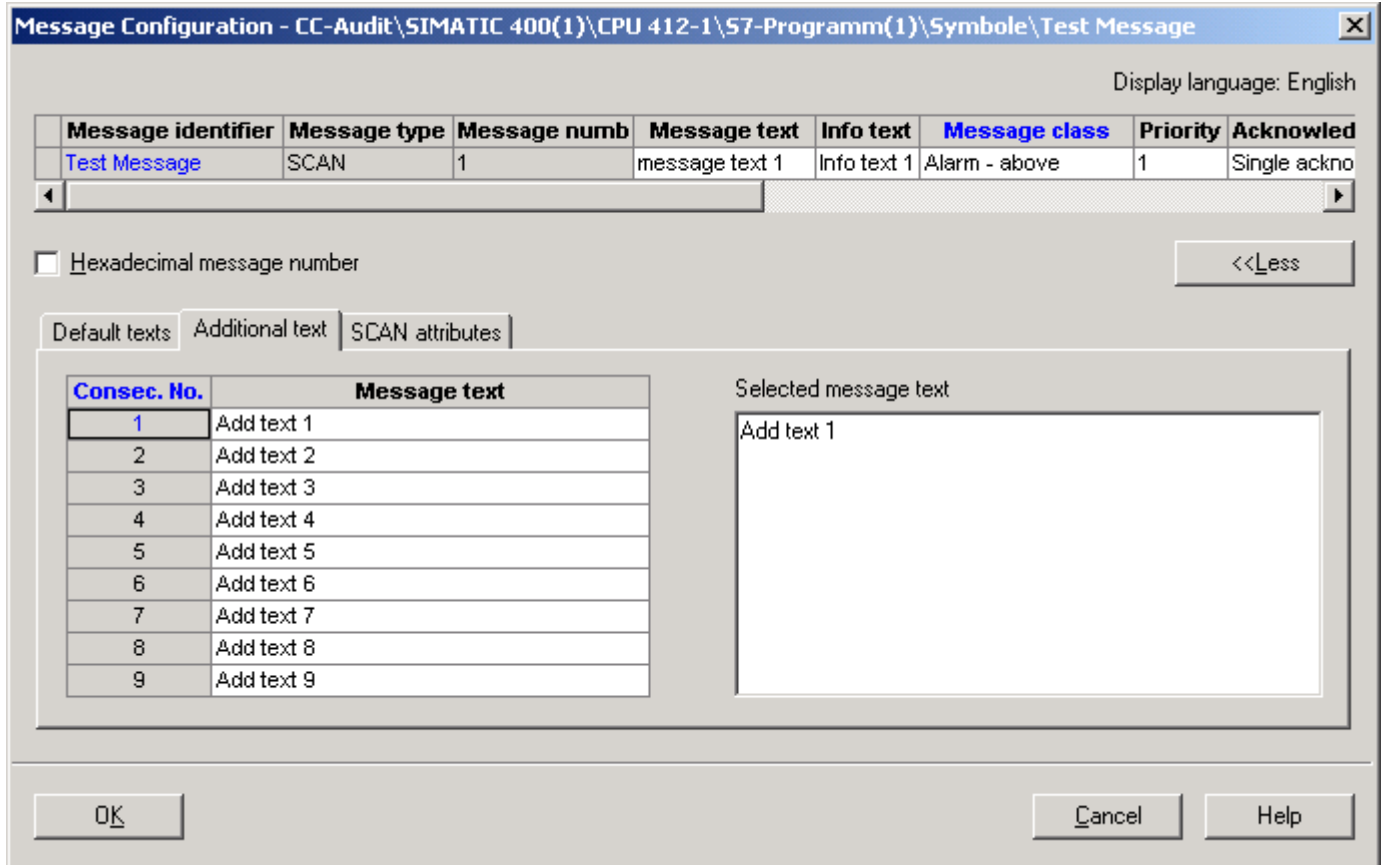 Message Configuration - CC-Audit\SIMATIC 400(1)\CPU 412-1\S7-Programm(1)\Symbole\Test Message
Display language: English
Message identifier Message type Message numb Message text Info text Message class Priority Acknowled
Test Message SCAN 1 message text 1 Info text 1 Alarm - above 1 Single ackno
Hexadecimal message number <<Less
Default texts Additional text SCAN attributes
Consec. No. Message text Selected message text
1 Add text 1 Add text 1
2 Add text 2
3 Add text 3
4 Add text 4
5 Add text 5
6 Add text 6
7 Add text 7
8 Add text 8
9 Add text 9
OK Cancel Help